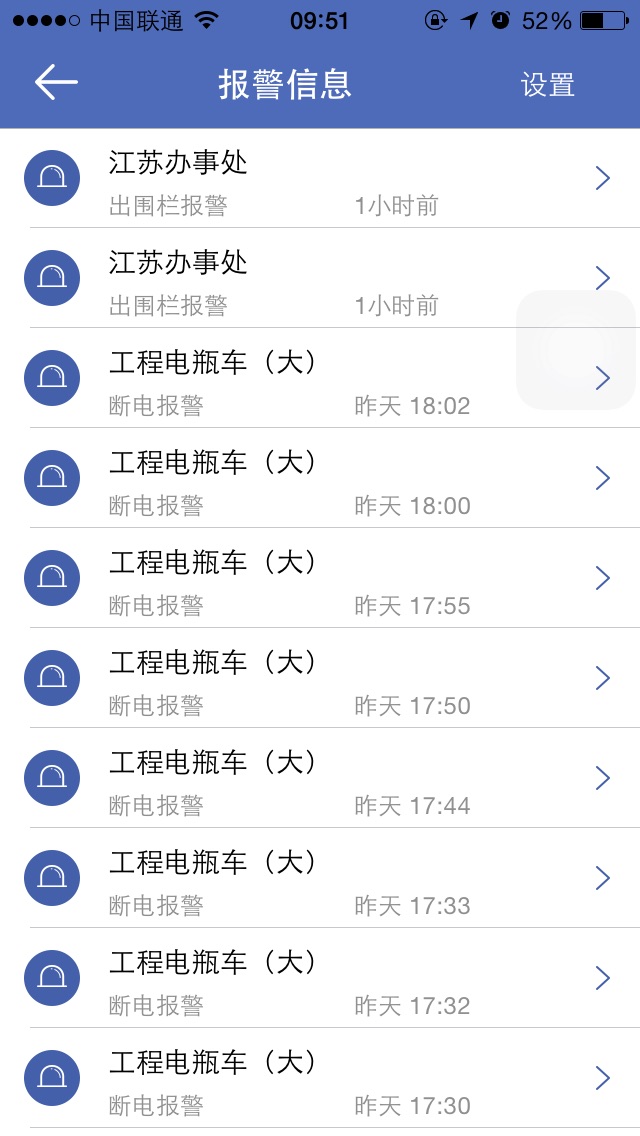 中国联通 09:51 52%
报警信息 设置
江苏办事处
出围栏报警 1小时前
江苏办事处
出围栏报警 1小时前
工程电瓶车（大）
断电报警 昨天 18:02
工程电瓶车（大）
断电报警 昨天 18:00
工程电瓶车（大）
断电报警 昨天 17:55
工程电瓶车（大）
断电报警 昨天 17:50
工程电瓶车（大）
断电报警 昨天 17:44
工程电瓶车（大）
断电报警 昨天 17:33
工程电瓶车（大）
断电报警 昨天 17:32
工程电瓶车（大）
断电报警 昨天 17:30